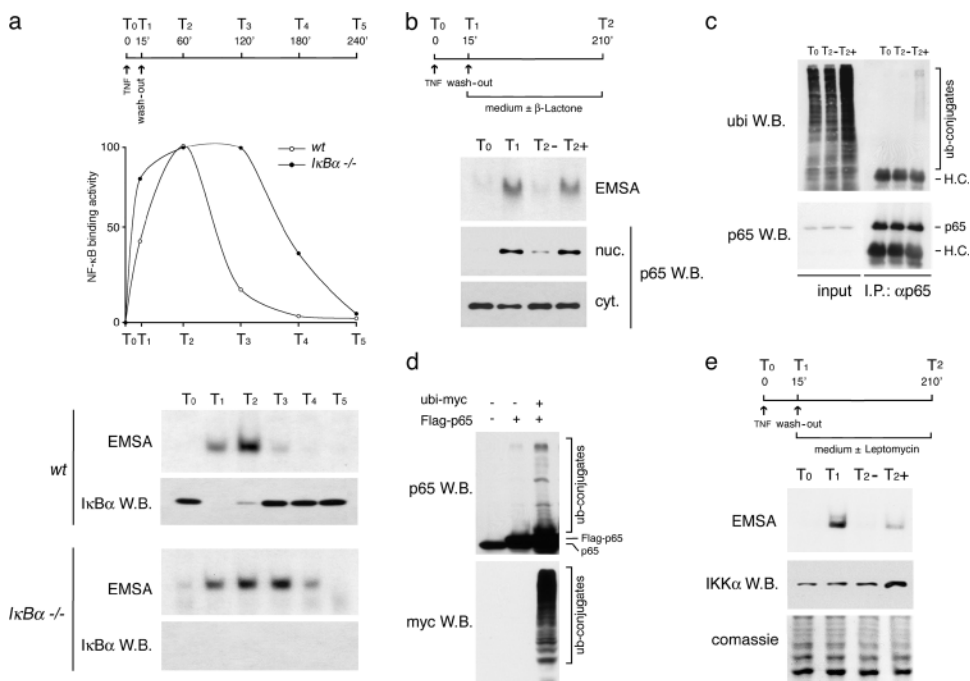 a
T0 T1 T2 T3 T4 T5
0 15' 60' 120' 180' 240'
TNF
wash-out
NF-κB binding activity
100
50
0
wt
IκBα -/-
T0 T1 T2 T3 T4 T5
T0 T1 T2 T3 T4 T5
wt
EMSA
IκBα W.B.
IκBα -/-
EMSA
IκBα W.B.
b
T0 T1 T2
0 15' 210'
TNF wash-out
medium ± β-Lactone
T0 T1 T2- T2+
EMSA
nuc.
cyt.
p65 W.B.
c
T0 T2- T2+ T0 T2- T2+
ubi W.B.
ub-conjugates
H.C.
p65 W.B.
p65
H.C.
input I.P.: αp65
d
ubi-myc - - +
Flag-p65 - + +
p65 W.B.
ub-conjugates
Flag-p65
p65
myc W.B.
ub-conjugates
e
T0 T1 T2
0 15' 210'
TNF wash-out
medium ± Leptomycin
T0 T1 T2- T2+
EMSA
IKKα W.B.
comassie